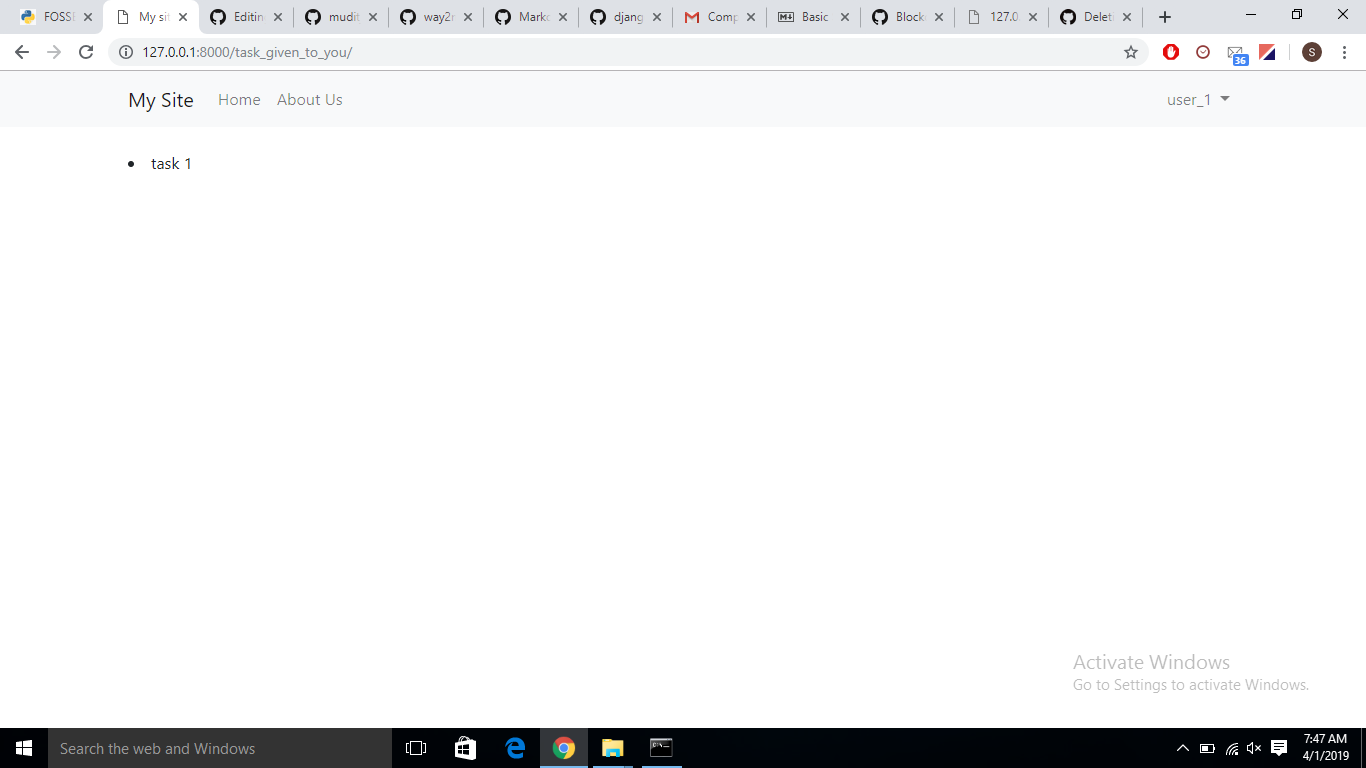 FOSS My sit Editin mudit way2r Marko djang Comp Basic Block 127.0 Deleti
127.0.0.1:8000/task_given_to_you/
36
S
My Site Home About Us user_1
• task 1
Activate Windows
Go to Settings to activate Windows.
Search the web and Windows
7:47 AM
4/1/2019